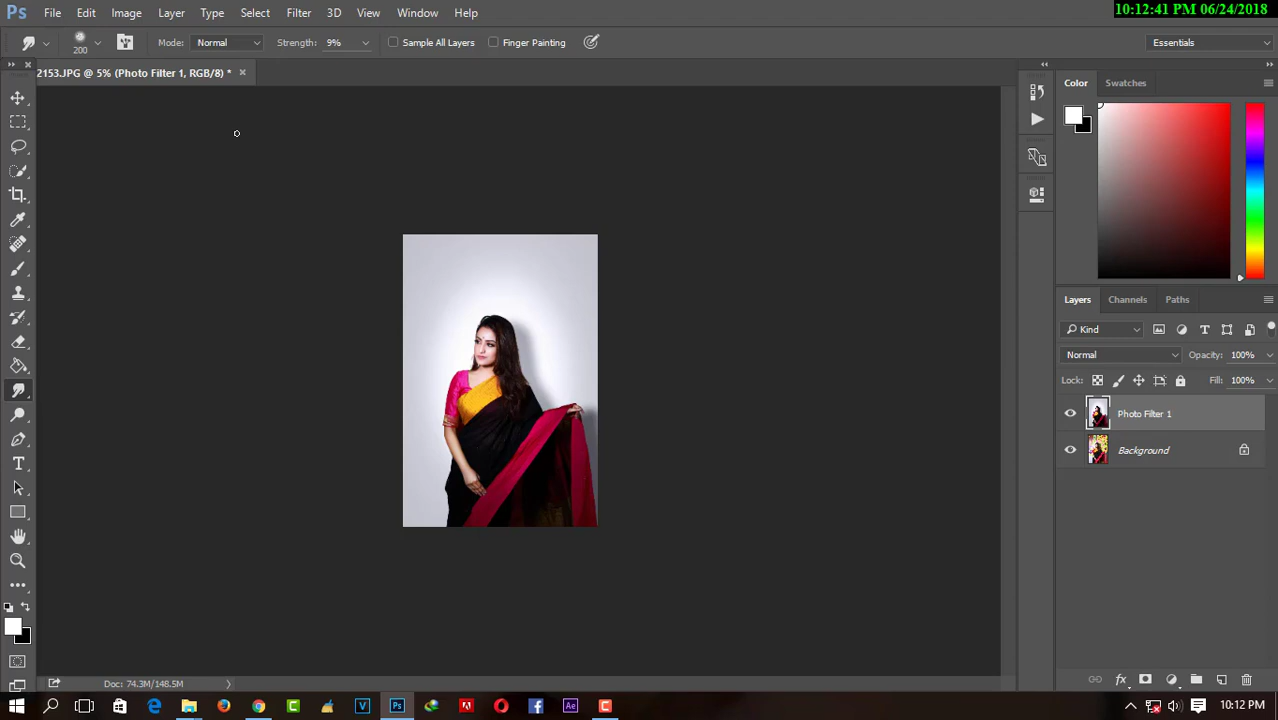 Ps File Edit Image Layer Type Select Filter 3D View Window Help
10:12:41 PM 06/24/2018
200 Mode: Normal Strength: 9% Sample All Layers Finger Painting Essentials
2153.JPG @ 5% (Photo Filter 1, RGB/8) *
Color Swatches
Layers Channels Paths
Kind
Normal Opacity: 100%
Lock: Fill: 100%
Photo Filter 1
Background
Doc: 74.3M/148.5M
10:12 PM